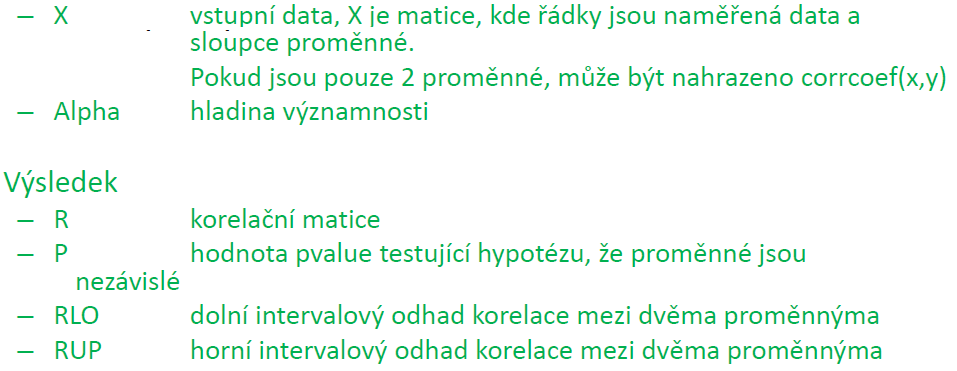 – X vstupní data, X je matice, kde řádky jsou naměřená data a
sloupce proměnné.
Pokud jsou pouze 2 proměnné, může být nahrazeno corrcoef(x,y)
– Alpha hladina významnosti
Výsledek
– R korelační matice
– P hodnota pvalue testující hypotézu, že proměnné jsou
nezávislé
– RLO dolní intervalový odhad korelace mezi dvěma proměnnýma
– RUP horní intervalový odhad korelace mezi dvěma proměnnýma